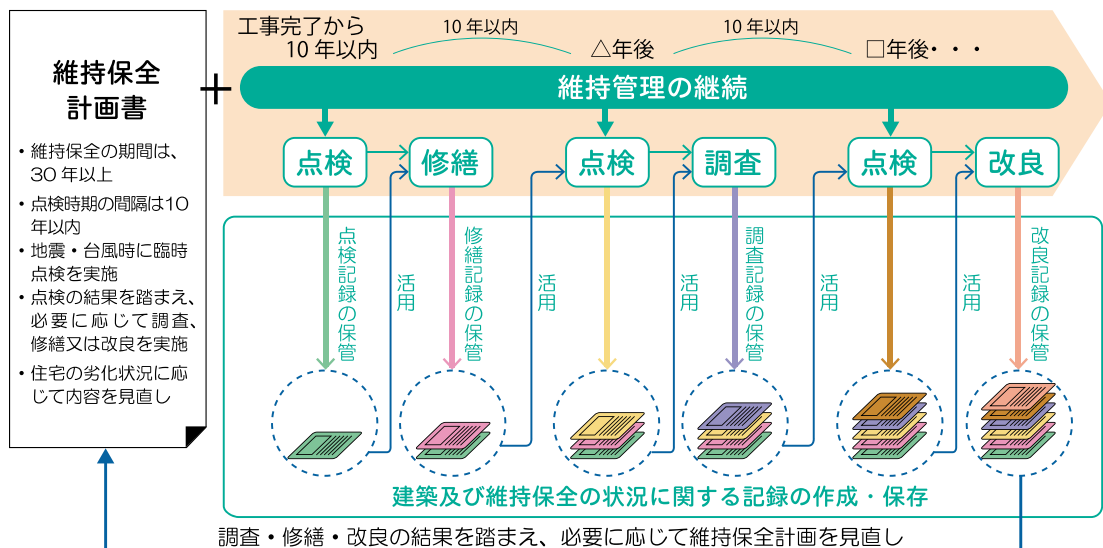 維持保全
計画書
・維持保全の期間は、
30年以上
・点検時期の間隔は10
年以内
・地震・台風時に臨時
点検を実施
・点検の結果を踏まえ、
必要に応じて調査、
修繕又は改良を実施
・住宅の劣化状況に応
じて内容を見直し
+
工事完了から
10年以内
10年以内
△年後
10年以内
□年後・・・
維持管理の継続
点検
修繕
点検
調査
点検
改良
点検記録の保管
活用
修繕記録の保管
活用
活用
調査記録の保管
活用
活用
改良記録の保管
建築及び維持保全の状況に関する記録の作成・保存
調査・修繕・改良の結果を踏まえ、必要に応じて維持保全計画を見直し